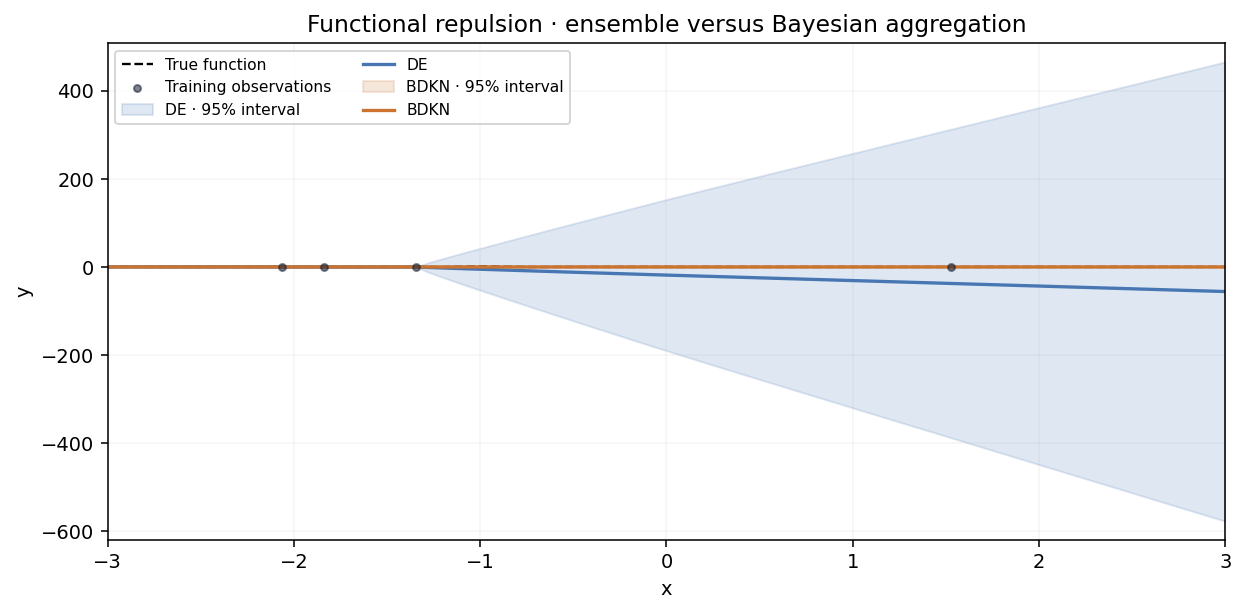 Functional repulsion · ensemble versus Bayesian aggregation
True function
Training observations
DE · 95% interval
DE
BDKN · 95% interval
BDKN
400
200
0
−200
−400
−600
y
−3
−2
−1
0
1
2
3
x